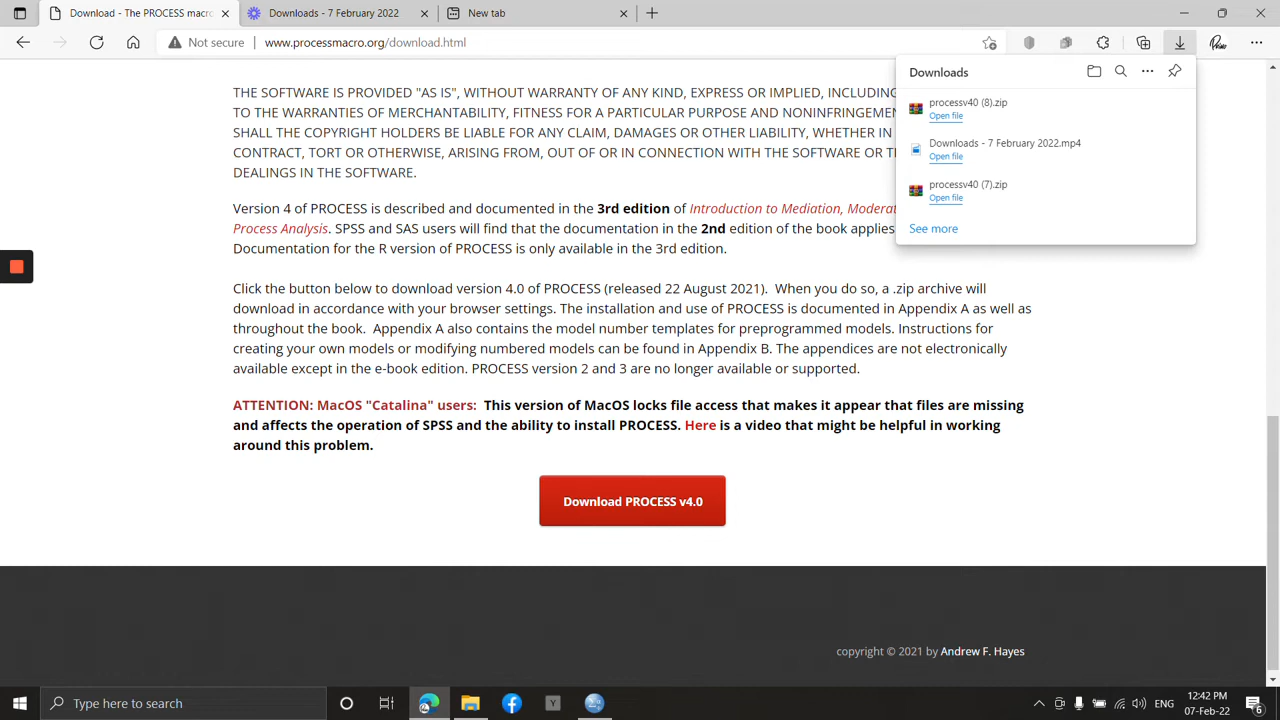 Download - The PROCESS macro
Downloads - 7 February 2022
New tab
Not secure
www.processmacro.org/download.html
Downloads
processv40 (8).zip
Open file
Downloads - 7 February 2022.mp4
Open file
processv40 (7).zip
Open file
See more
THE SOFTWARE IS PROVIDED "AS IS", WITHOUT WARRANTY OF ANY KIND, EXPRESS OR IMPLIED, INCLUDING
TO THE WARRANTIES OF MERCHANTABILITY, FITNESS FOR A PARTICULAR PURPOSE AND NONINFRINGEMENT
SHALL THE COPYRIGHT HOLDERS BE LIABLE FOR ANY CLAIM, DAMAGES OR OTHER LIABILITY, WHETHER IN
CONTRACT, TORT OR OTHERWISE, ARISING FROM, OUT OF OR IN CONNECTION WITH THE SOFTWARE OR
DEALINGS IN THE SOFTWARE.
Version 4 of PROCESS is described and documented in the 3rd edition of Introduction to Mediation,
Process Analysis. SPSS and SAS users will find that the documentation in the 2nd edition of the book applies
Documentation for the R version of PROCESS is only available in the 3rd edition.
Click the button below to download version 4.0 of PROCESS (released 22 August 2021). When you do so, a .zip archive will
download in accordance with your browser settings. The installation and use of PROCESS is documented in Appendix A as well as
throughout the book. Appendix A also contains the model number templates for preprogrammed models. Instructions for
creating your own models or modifying numbered models can be found in Appendix B. The appendices are not electronically
available except in the e-book edition. PROCESS version 2 and 3 are no longer available or supported.
ATTENTION: MacOS "Catalina" users: This version of MacOS locks file access that makes it appear that files are missing
and affects the operation of SPSS and the ability to install PROCESS. Here is a video that might be helpful in working
around this problem.
Download PROCESS v4.0
copyright © 2021 by Andrew F. Hayes
Type here to search
Y
ENG
12:42 PM
07-Feb-22
6